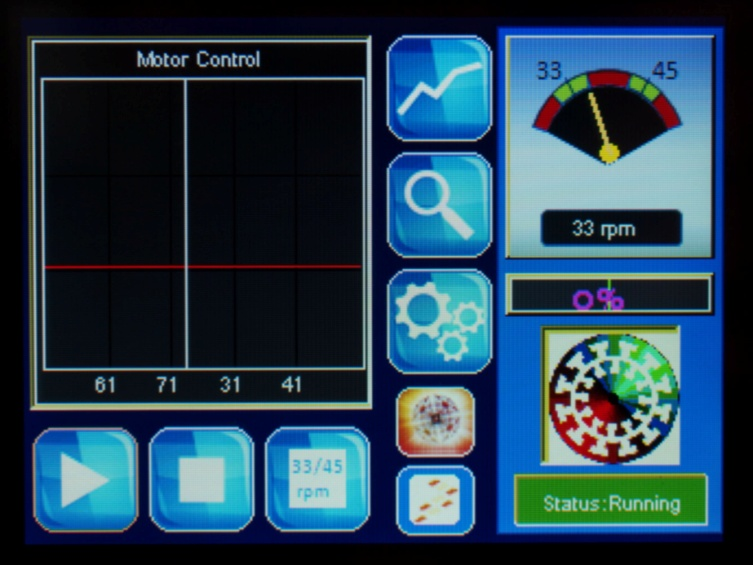 Motor Control
61 71 31 41
33/45
rpm
33 45
33 rpm
0%
Status:Running